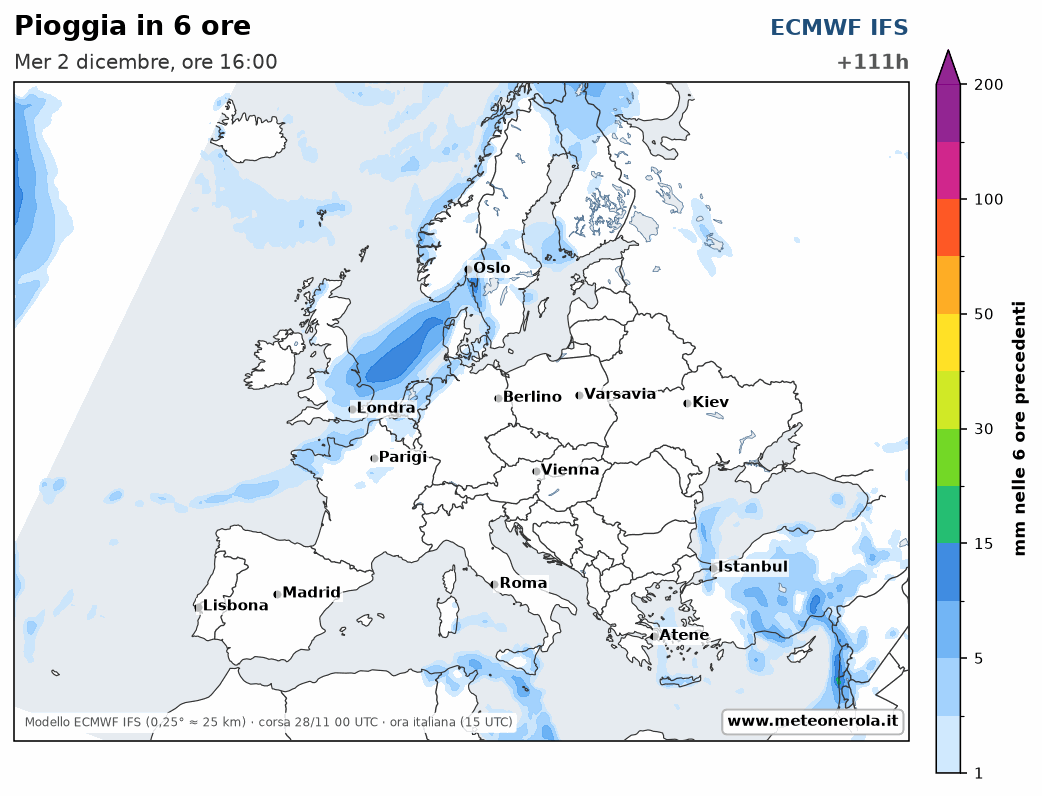 Pioggia in 6 ore
ECMWF IFS
Mer 2 dicembre, ore 16:00
+111h
200
100
50
30
15
5
1
mm nelle 6 ore precedenti
Oslo
Londra
Berlino
Varsavia
Kiev
Parigi
Vienna
Istanbul
Roma
Madrid
Lisbona
Atene
Modello ECMWF IFS (0,25° ≈ 25 km) · corsa 28/11 00 UTC · ora italiana (15 UTC)
www.meteonerola.it